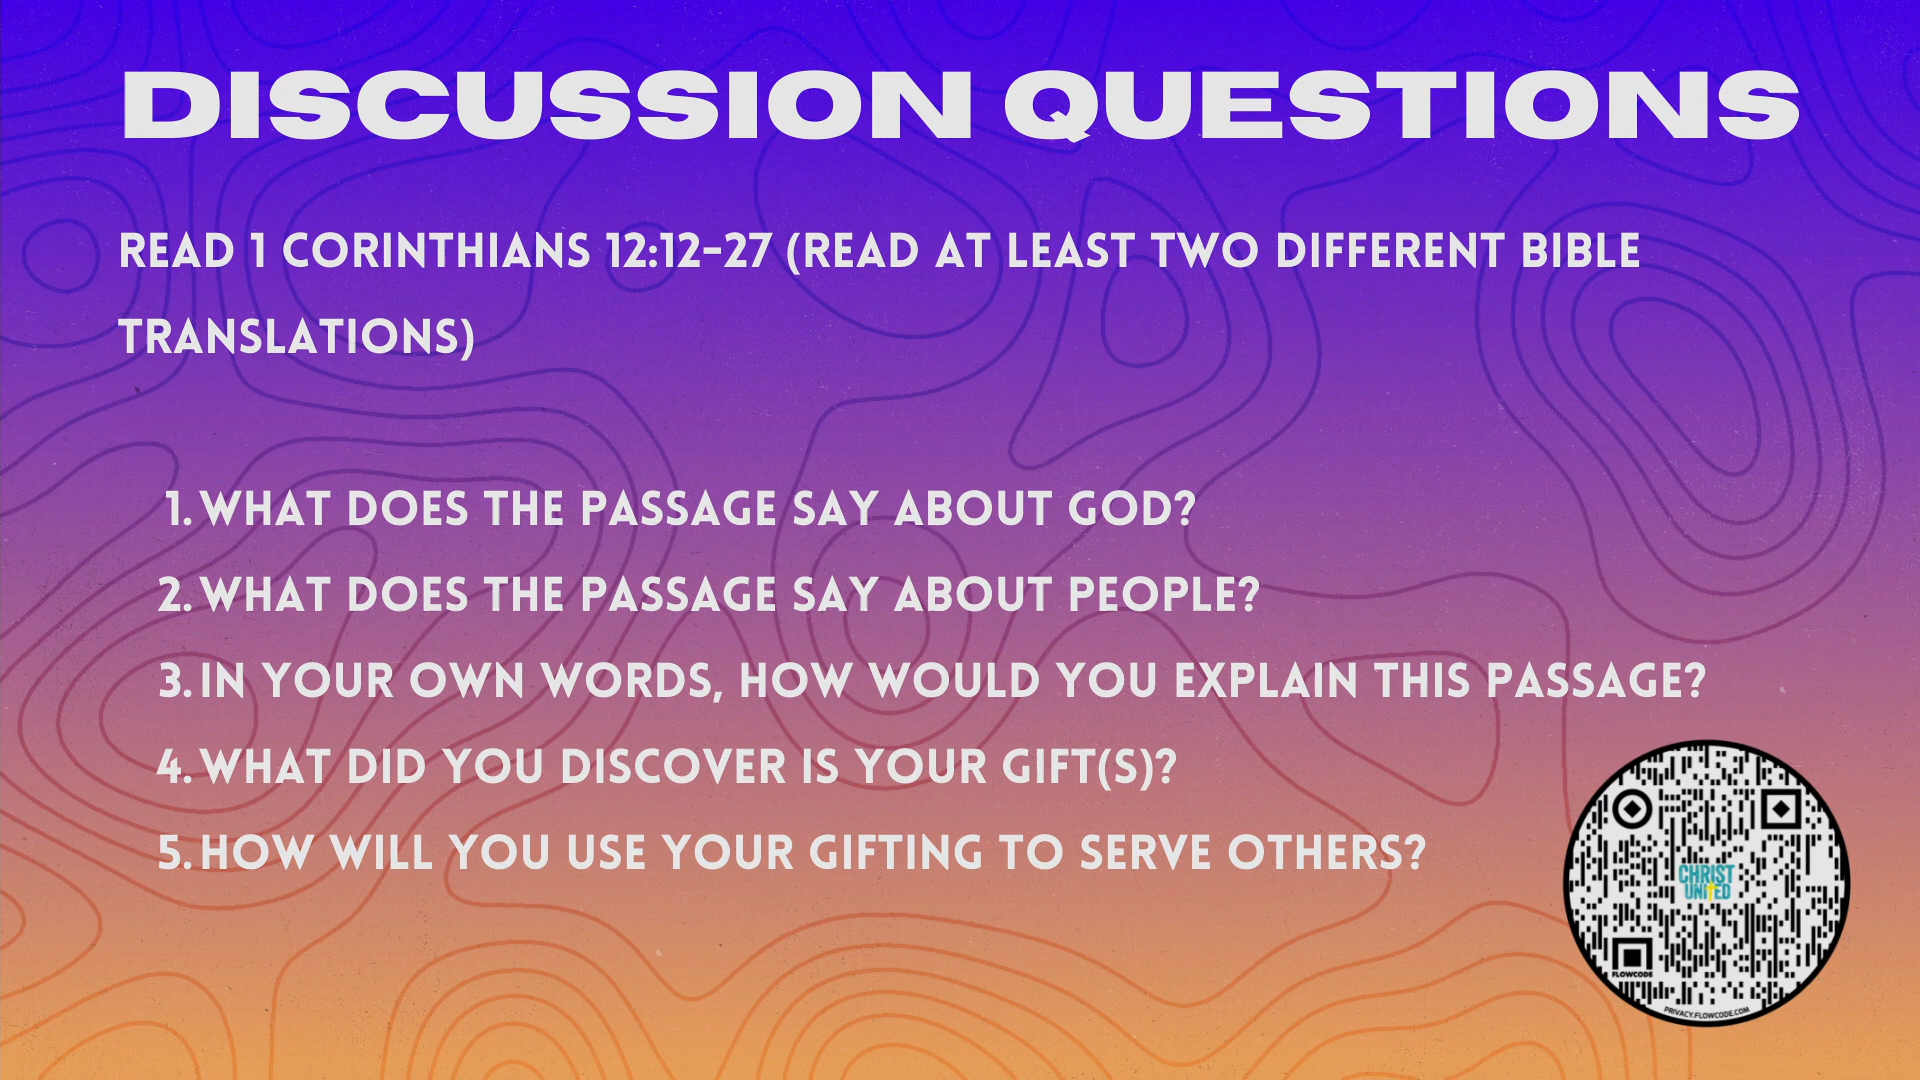 DISCUSSION QUESTIONS
READ 1 CORINTHIANS 12:12-27 (READ AT LEAST TWO DIFFERENT BIBLE
TRANSLATIONS)
1. WHAT DOES THE PASSAGE SAY ABOUT GOD?
2. WHAT DOES THE PASSAGE SAY ABOUT PEOPLE?
3. IN YOUR OWN WORDS, HOW WOULD YOU EXPLAIN THIS PASSAGE?
4. WHAT DID YOU DISCOVER IS YOUR GIFT(S)?
5. HOW WILL YOU USE YOUR GIFTING TO SERVE OTHERS?
CHRIST
UNITED
FLOWCODE
PRIVACY.FLOWCODE.COM